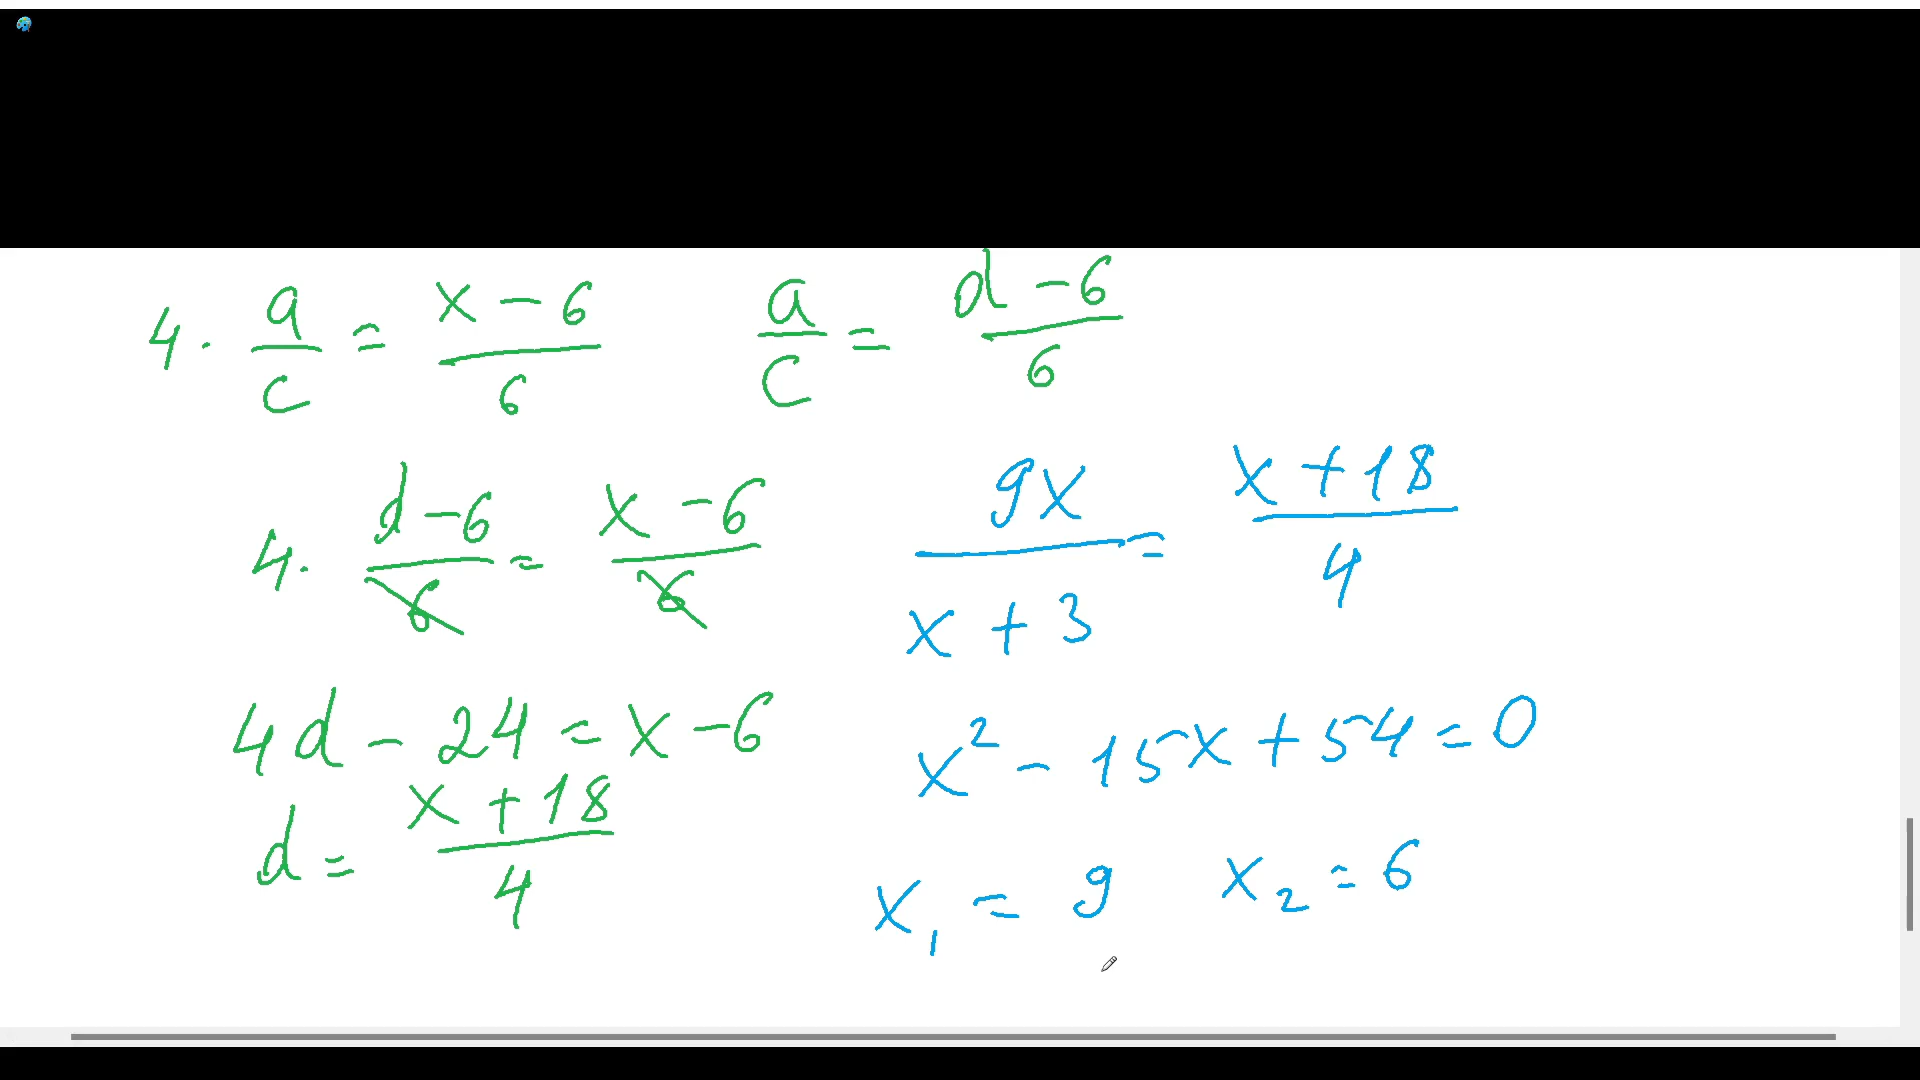 4. a/c = x - 6 / 6
a/c = d - 6 / 6
4. d - 6 / 6 = x - 6 / 6
4d - 24 = x - 6
d = x + 18 / 4
9x / x + 3 = x + 18 / 4
x² - 15x + 54 = 0
x₁ = 9 x₂ = 6